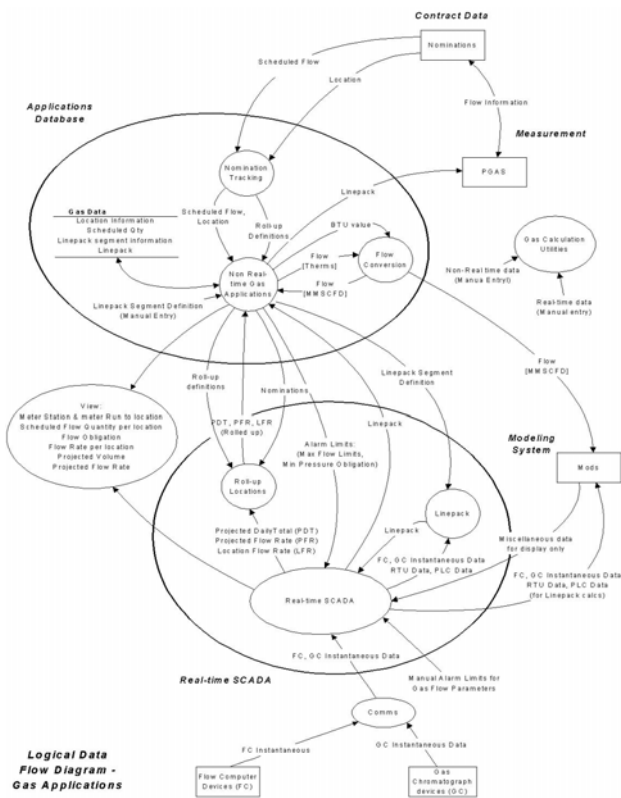 Contract Data
Nominations
Scheduled Flow
Location
Flow Information
Applications
Database
Measurement
Nomination
Tracking
PGAS
Linepack
Gas Data
Location Information
Scheduled Qty
Linepack segment information
Linepack
Scheduled Flow,
Location
Roll-up
Definitions
BTU value
Flow
[Therms]
Flow
Conversion
Gas Calculation
Utilities
Non Real-
time Gas
Applications
Flow
[MMSCFD]
Non-Real time data
(Manua Entryl)
Real-time data
(Manual entry)
Linepack Segment Definition
(Manual Entry)
Flow
[MMSCFD]
Roll-up
definitions
Nominations
Linepack Segment
Definition
View:
Meter Station & meter Run to location
Scheduled Flow Quantity per location
Flow Obligation
Flow Rate per location
Projected Volume
Projected Flow Rate
PDT, PFR, LFR
(Rolled up)
Linepack
Alarm Limits:
(Max Flow Limits,
Min Pressure Obligation)
Modeling
System
Mods
Roll-up
Locations
Linepack
Projected DailyTotal (PDT)
Projected Flow Rate (PFR)
Location Flow Rate (LFR)
Linepack
Miscellaneous data
for display only
FC, GC Instantaneous Data
RTU Data, PLC Data
FC, GC Instantaneous Data
RTU Data, PLC Data
(for Linepack calcs)
Real-time SCADA
FC, GC Instantaneous Data
Real-time SCADA
Manual Alarm Limits for
Gas Flow Parameters
Comms
Logical Data
Flow Diagram -
Gas Applications
FC Instantaneous
GC Instantaneous Data
Flow Computer
Devices (FC)
Gas
Chromatograph
devices (GC)